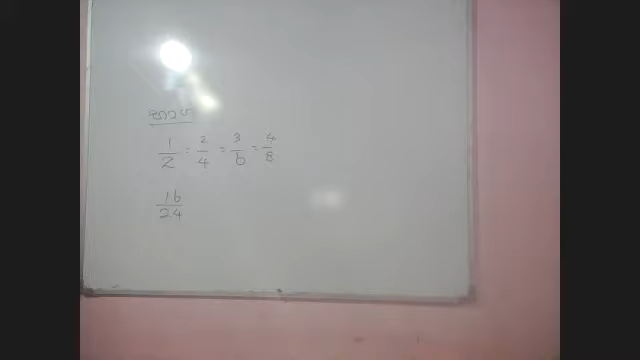 1/2 = 2/4 = 3/6 = 4/8
16/24